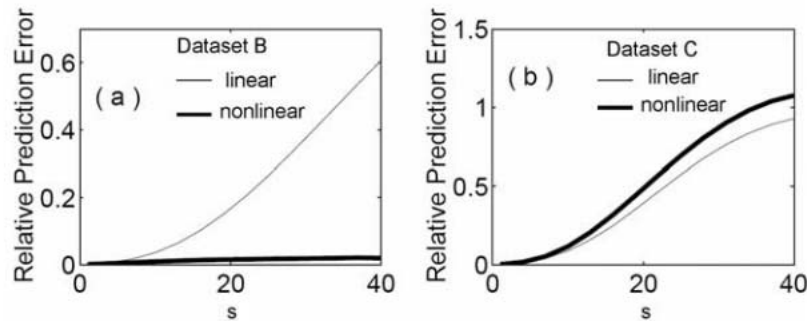 Relative Prediction Error
0.6
0.4
0.2
0
Dataset B
( a )
linear
nonlinear
0
20
40
s
Relative Prediction Error
1.5
1
0.5
0
Dataset C
( b )
linear
nonlinear
0
20
40
s